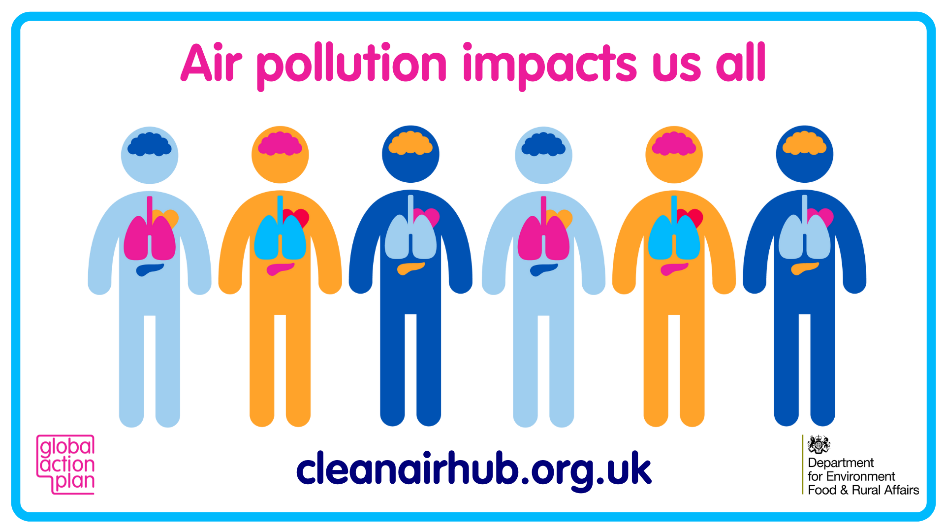 Air pollution impacts us all
global
action
plan
cleanairhub.org.uk
Department
for Environment
Food & Rural Affairs